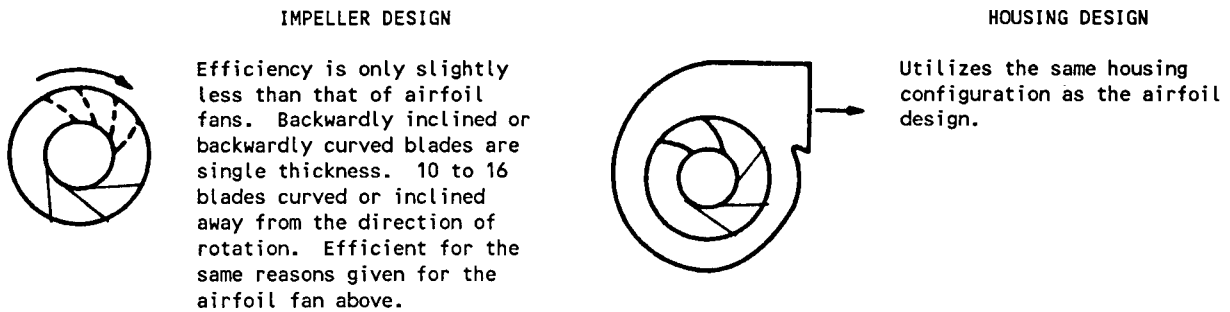 IMPELLER DESIGN
Efficiency is only slightly
less than that of airfoil
fans. Backwardly inclined or
backwardly curved blades are
single thickness. 10 to 16
blades curved or inclined
away from the direction of
rotation. Efficient for the
same reasons given for the
airfoil fan above.
HOUSING DESIGN
Utilizes the same housing
configuration as the airfoil
design.